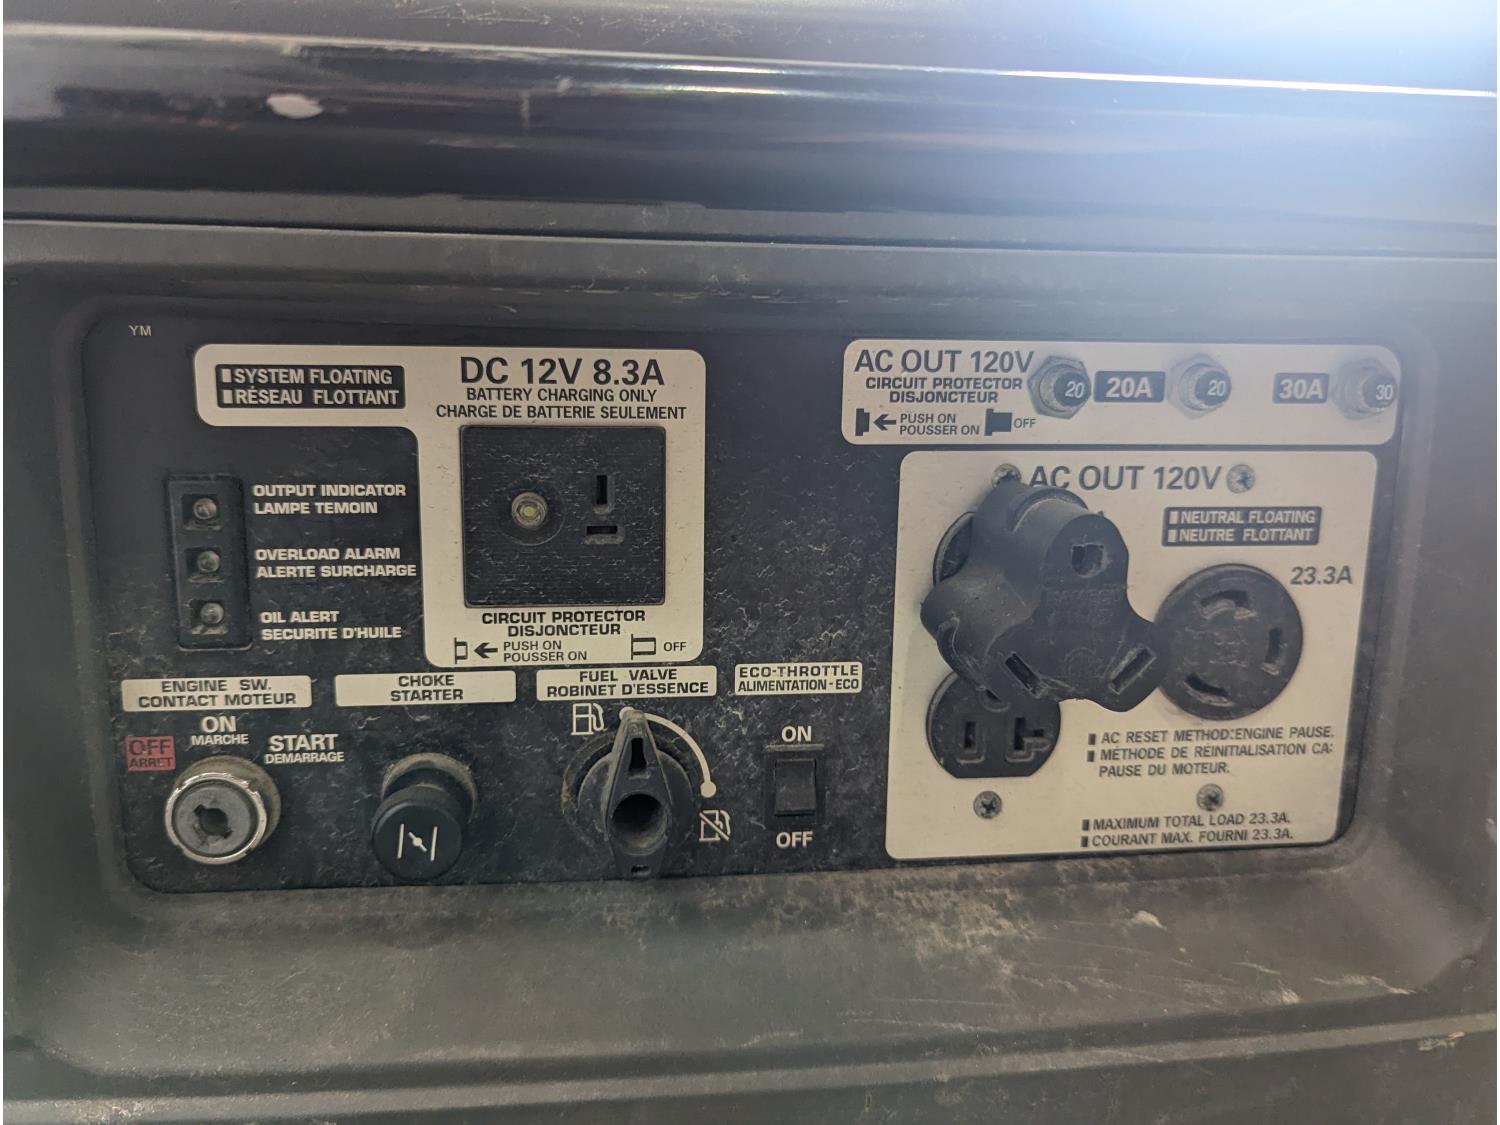 YM
SYSTEM FLOATING
RÉSEAU FLOTTANT
DC 12V 8.3A
BATTERY CHARGING ONLY
CHARGE DE BATTERIE SEULEMENT
OUTPUT INDICATOR
LAMPE TEMOIN
OVERLOAD ALARM
ALERTE SURCHARGE
OIL ALERT
SECURITE D'HUILE
CIRCUIT PROTECTOR
DISJONCTEUR
PUSH ON
POUSSER ON
OFF
ENGINE SW.
CONTACT MOTEUR
OFF
ARRET
ON
MARCHE
START
DEMARRAGE
CHOKE
STARTER
FUEL VALVE
ROBINET D'ESSENCE
ECO-THROTTLE
ALIMENTATION-ECO
ON
OFF
AC OUT 120V
CIRCUIT PROTECTOR
DISJONCTEUR
PUSH ON
POUSSER ON
OFF
20
20A
20
30A
30
AC OUT 120V
NEUTRAL FLOATING
NEUTRE FLOTTANT
23.3A
AC RESET METHOD:ENGINE PAUSE.
MÉTHODE DE RÉINITIALISATION CA:
PAUSE DU MOTEUR.
MAXIMUM TOTAL LOAD 23.3A.
COURANT MAX. FOURNI 23.3A.